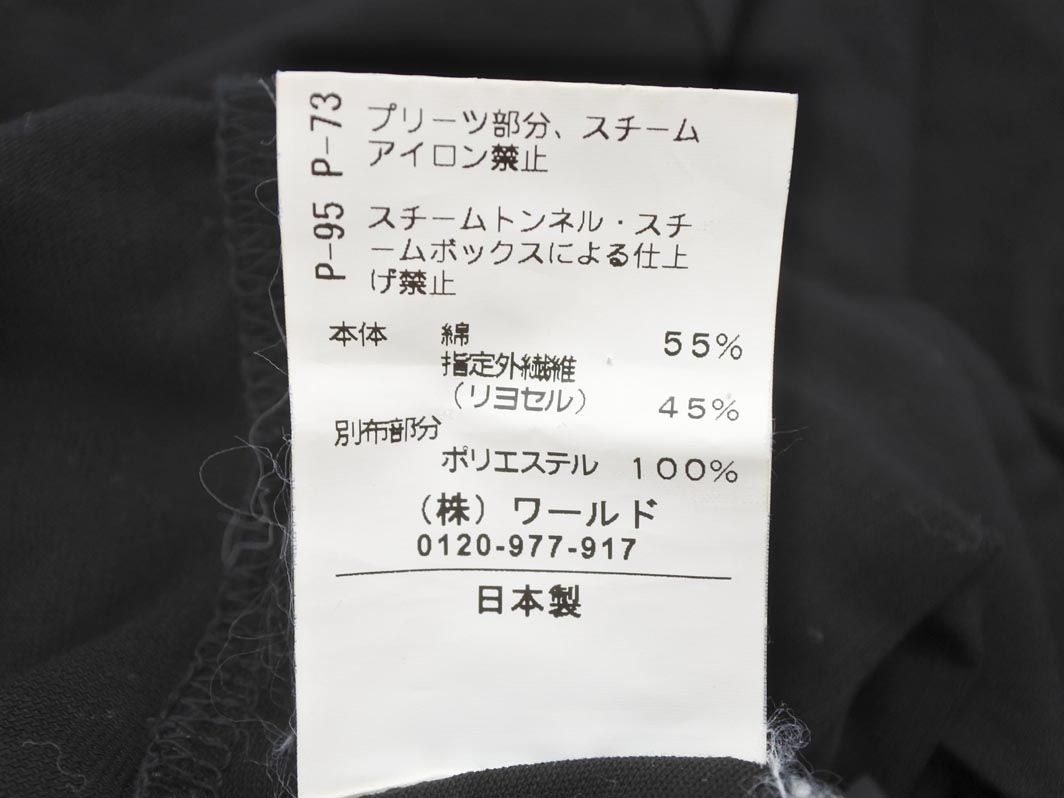 P-73 プリーツ部分、スチーム
アイロン禁止
P-95 スチームトンネル・スチ
ームボックスによる仕上
げ禁止
本体 綿 55%
指定外繊維
(リヨセル) 45%
別布部分
ポリエステル 100%
(株)ワールド
0120-977-917
日本製